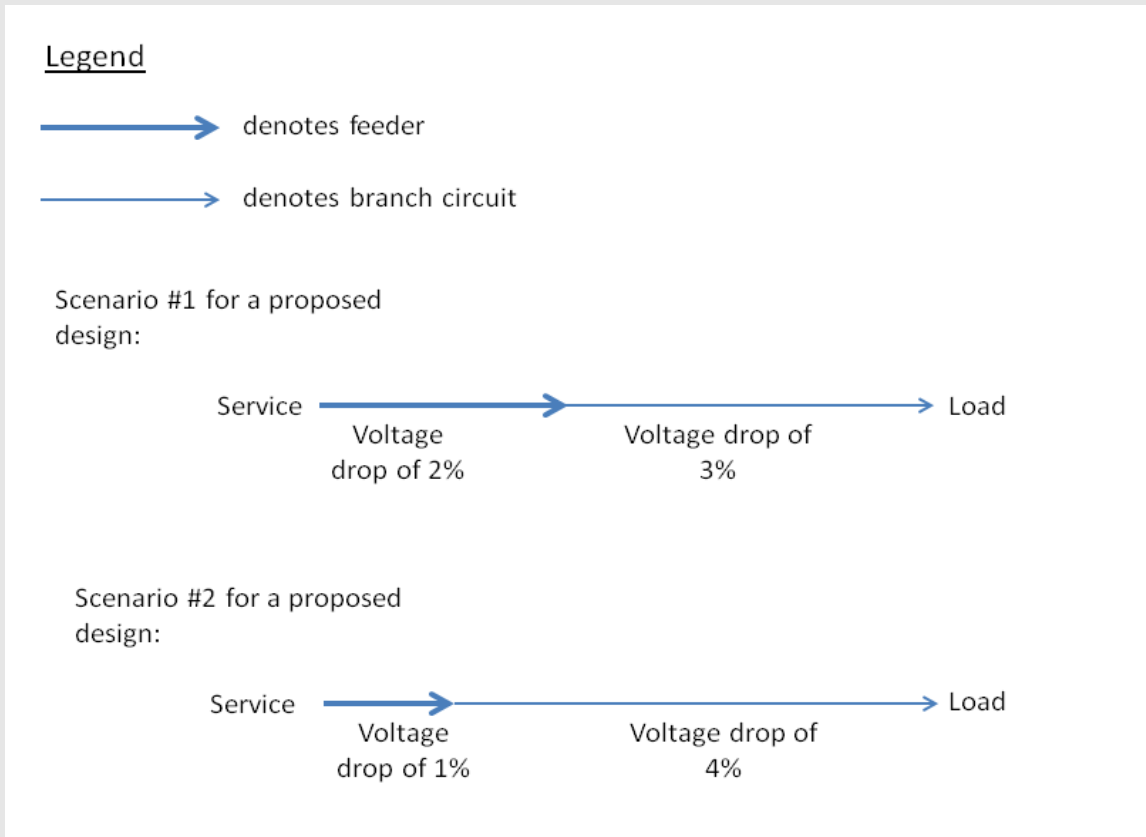 Legend
denotes feeder
denotes branch circuit
Scenario #1 for a proposed
design:
Service
Load
Voltage
drop of 2%
Voltage drop of
3%
Scenario #2 for a proposed
design:
Service
Load
Voltage
drop of 1%
Voltage drop of
4%